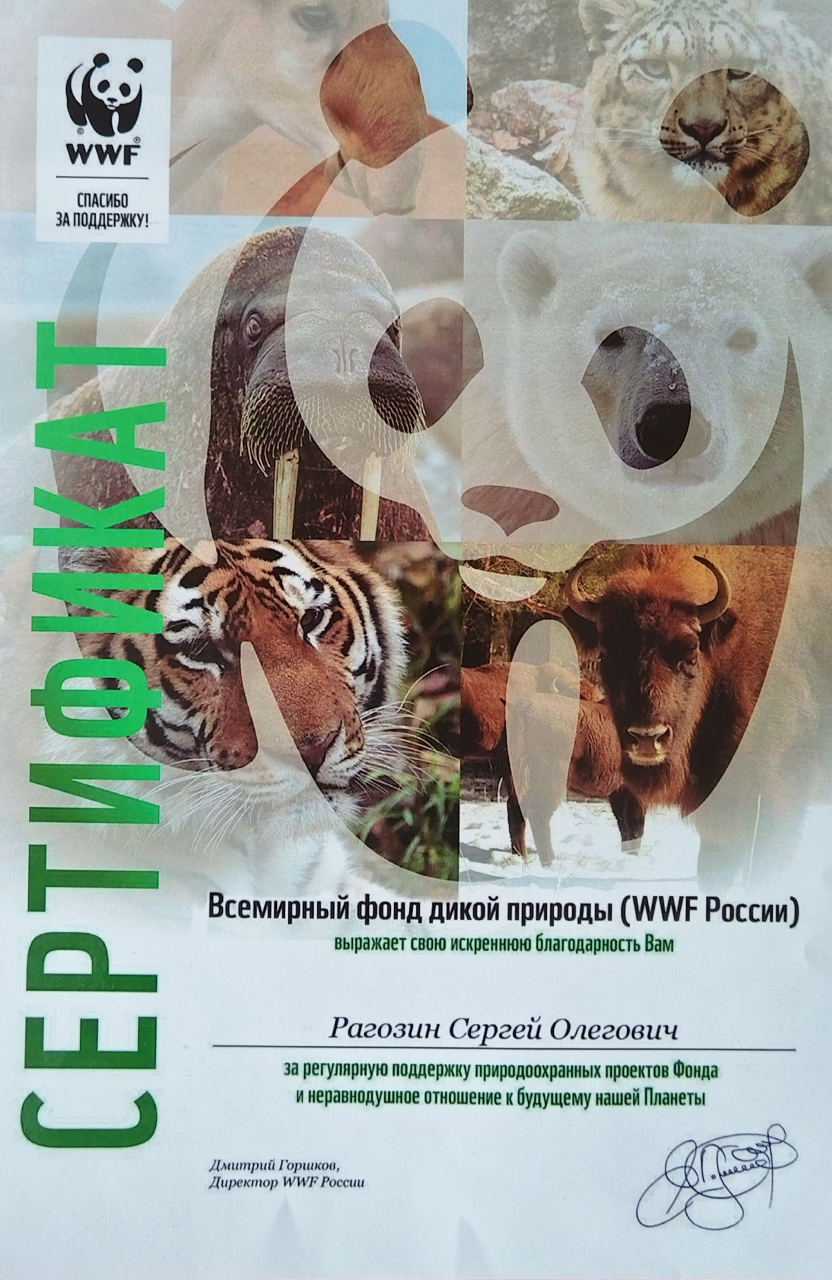 WWF
СПАСИБО
ЗА ПОДДЕРЖКУ!
СЕРТИФИКАТ
Всемирный фонд дикой природы (WWF России)
выражает свою искреннюю благодарность Вам
Рагозин Сергей Олегович
за регулярную поддержку природоохранных проектов Фонда
и неравнодушное отношение к будущему нашей Планеты
Дмитрий Горшков,
Директор WWF России